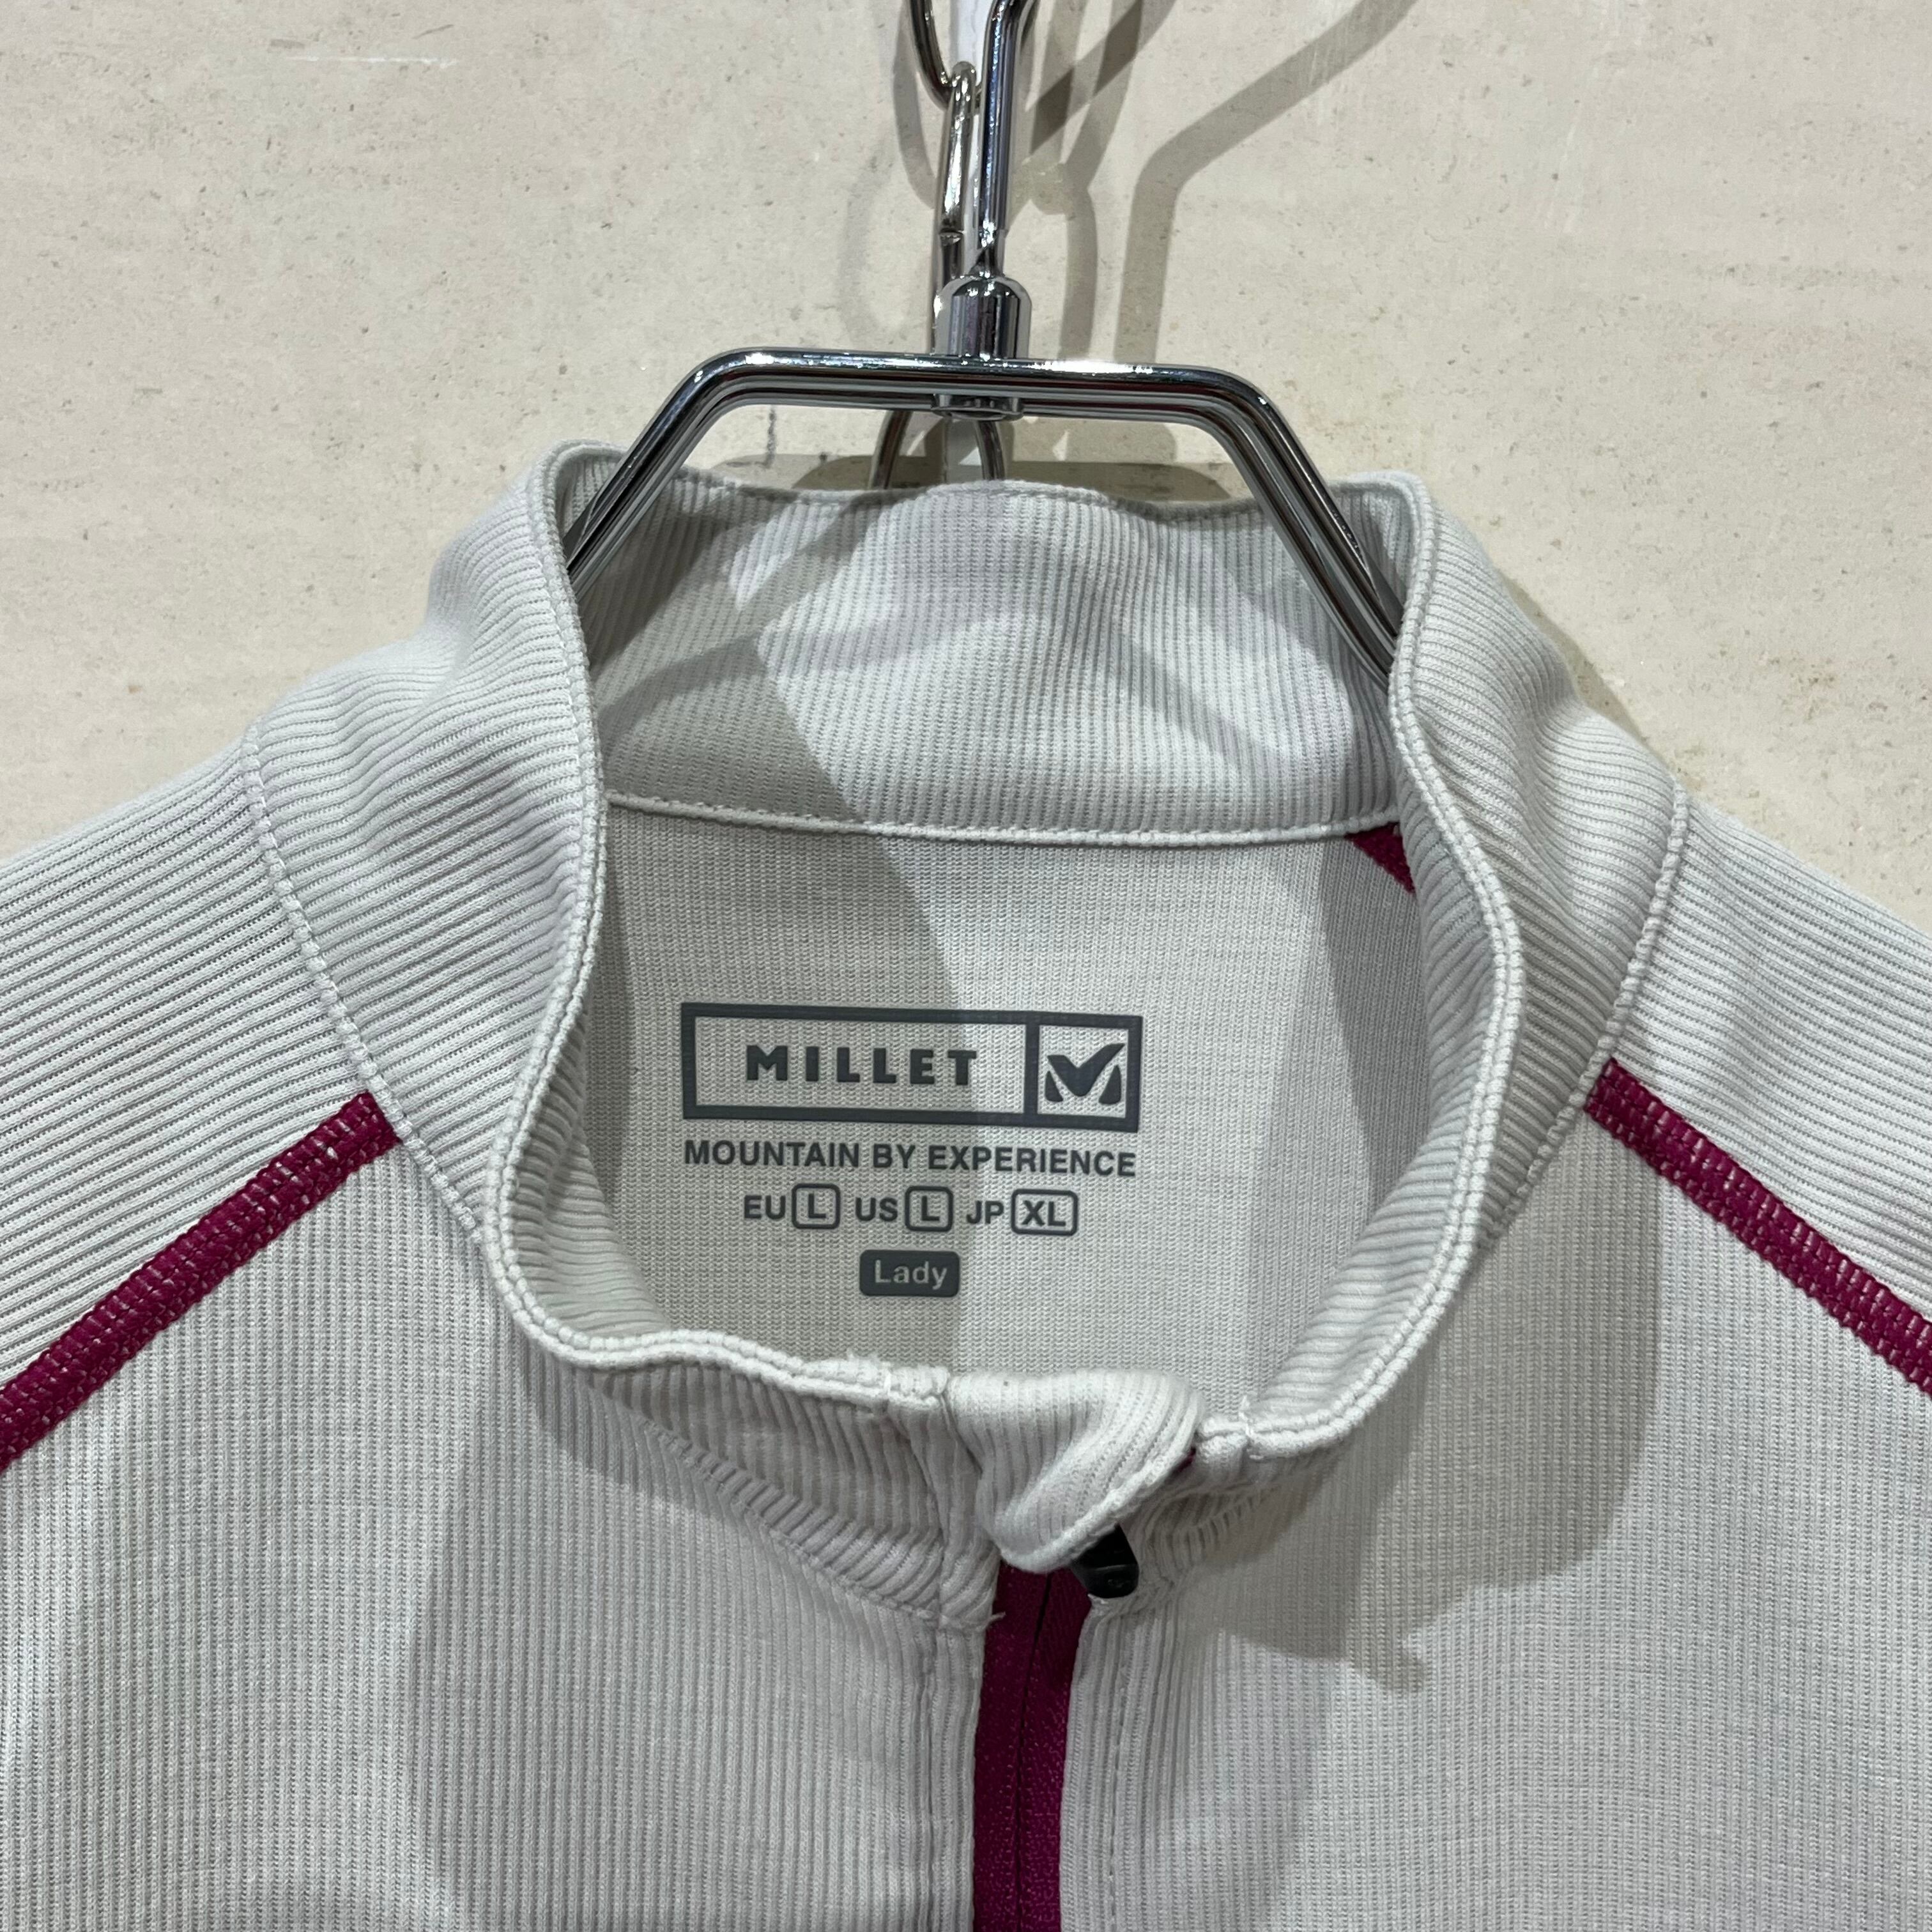 MILLET
MOUNTAIN BY EXPERIENCE
EU L US L JP XL
Lady